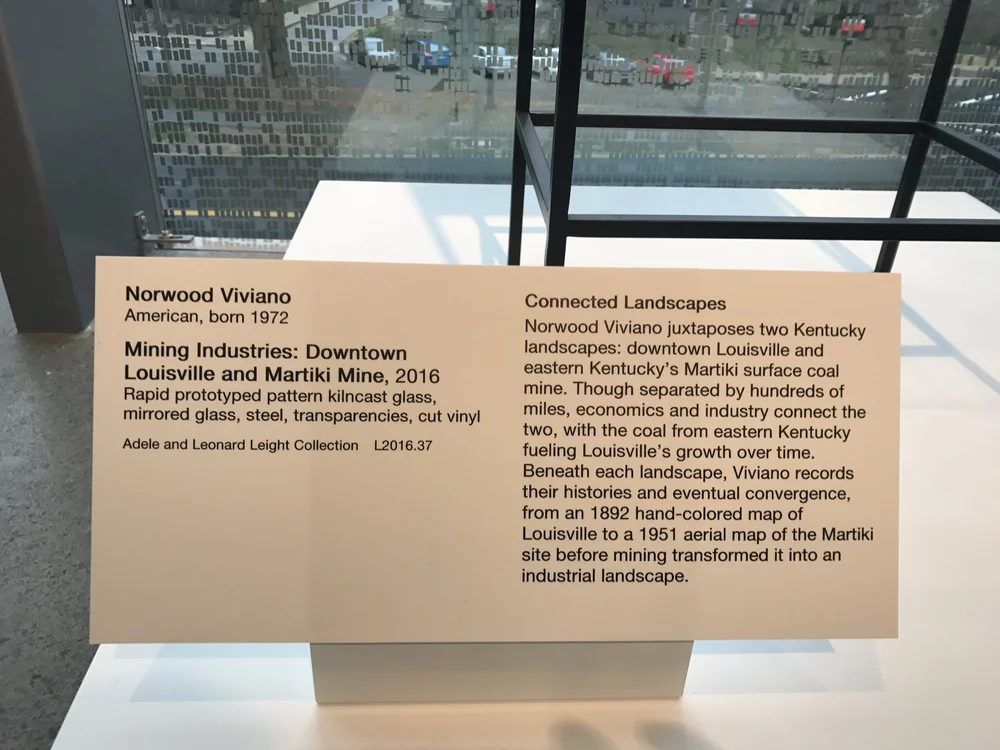 Norwood Viviano
American, born 1972
Mining Industries: Downtown
Louisville and Martiki Mine, 2016
Rapid prototyped pattern kilncast glass,
mirrored glass, steel, transparencies, cut vinyl
Adele and Leonard Leight Collection L2016.37
Connected Landscapes
Norwood Viviano juxtaposes two Kentucky
landscapes: downtown Louisville and
eastern Kentucky's Martiki surface coal
mine. Though separated by hundreds of
miles, economics and industry connect the
two, with the coal from eastern Kentucky
fueling Louisville's growth over time.
Beneath each landscape, Viviano records
their histories and eventual convergence,
from an 1892 hand-colored map of
Louisville to a 1951 aerial map of the Martiki
site before mining transformed it into an
industrial landscape.